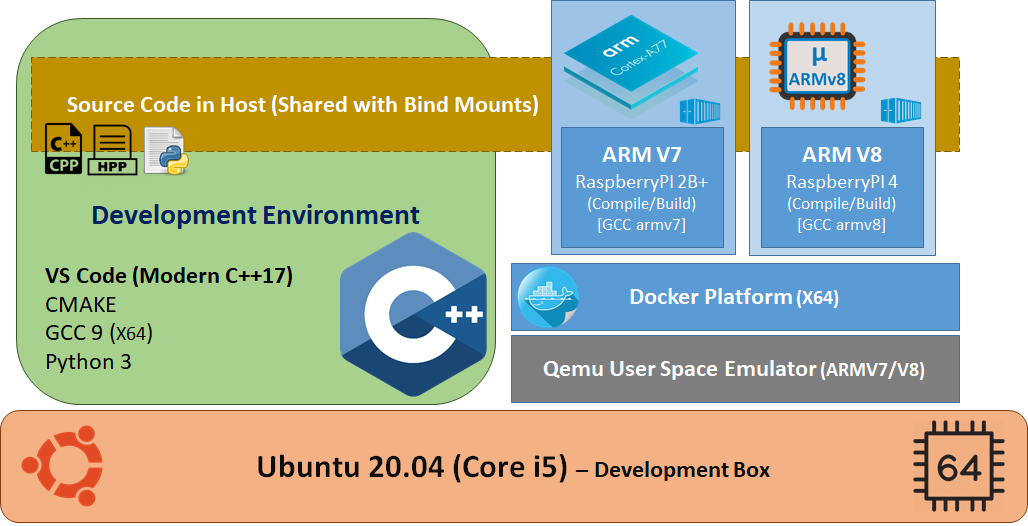 arm
Cortex-A77
μ
ARMv8
Source Code in Host (Shared with Bind Mounts)
C++
CPP
HPP
ARM V7
RaspberryPI 2B+
(Compile/Build)
[GCC armv7]
ARM V8
RaspberryPI 4
(Compile/Build)
[GCC armv8]
Development Environment
VS Code (Modern C++17)
CMAKE
GCC 9 (X64)
Python 3
C++
Docker Platform (X64)
Qemu User Space Emulator (ARMV7/V8)
Ubuntu 20.04 (Core i5) – Development Box
64